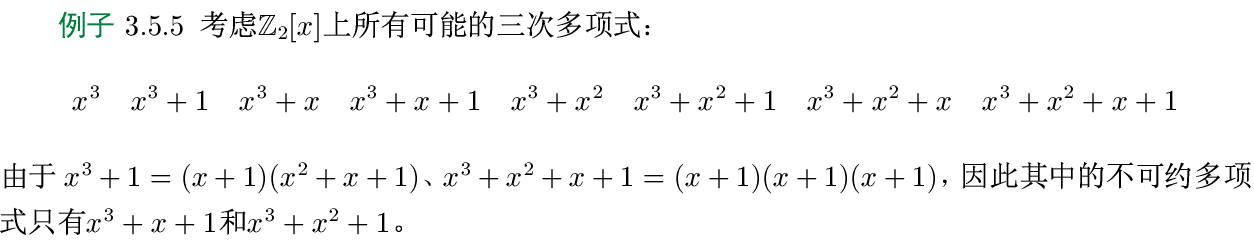 例子 3.5.5 考虑ℤ₂[x]上所有可能的三次多项式：
x³ x³ + 1 x³ + x x³ + x + 1 x³ + x² x³ + x² + 1 x³ + x² + x x³ + x² + x + 1
由于 x³ + 1 = (x + 1)(x² + x + 1)、x³ + x² + x + 1 = (x + 1)(x + 1)(x + 1)，因此其中的不可约多项
式只有x³ + x + 1和x³ + x² + 1。